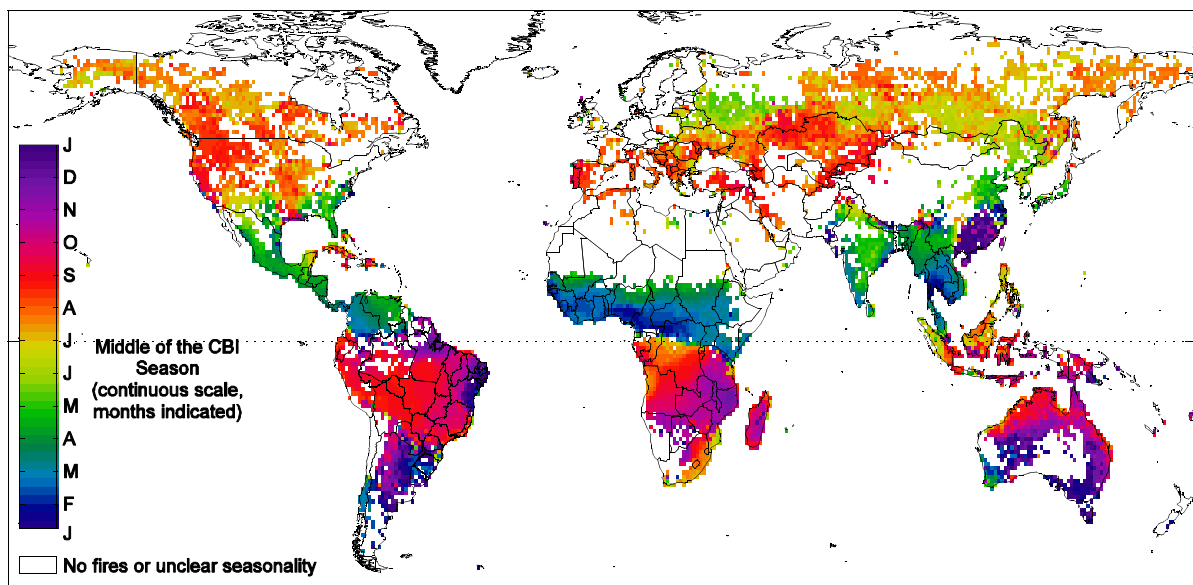 J
D
N
O
S
A
J
J
M
A
M
F
J
Middle of the CBI
Season
(continuous scale,
months indicated)
No fires or unclear seasonality